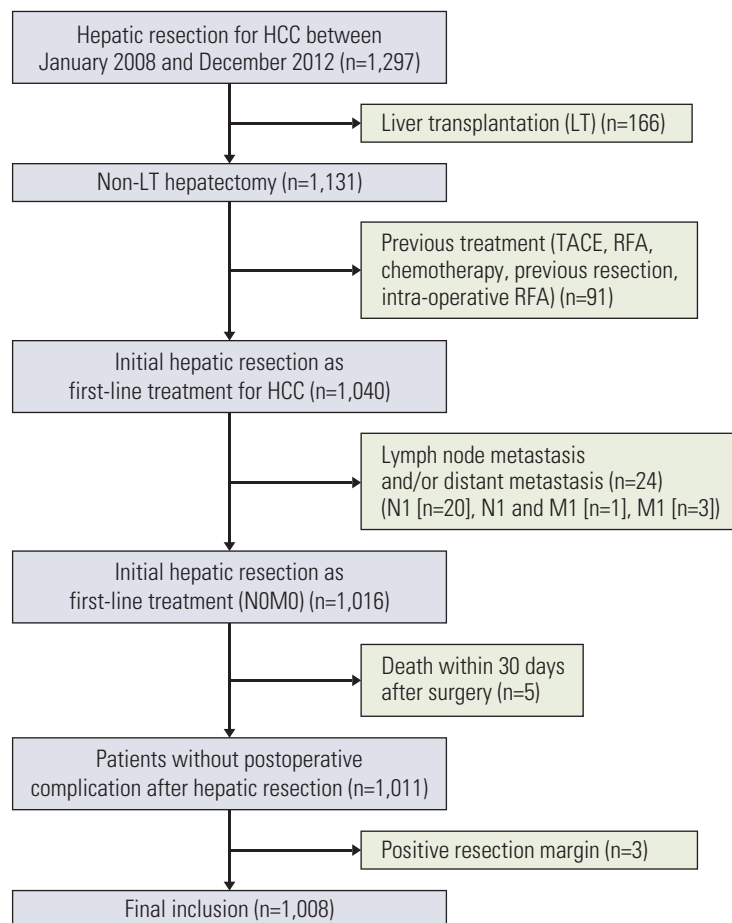 Hepatic resection for HCC between
January 2008 and December 2012 (n=1,297)
Liver transplantation (LT) (n=166)
Non-LT hepatectomy (n=1,131)
Previous treatment (TACE, RFA,
chemotherapy, previous resection,
intra-operative RFA) (n=91)
Initial hepatic resection as
first-line treatment for HCC (n=1,040)
Lymph node metastasis
and/or distant metastasis (n=24)
(N1 [n=20], N1 and M1 [n=1], M1 [n=3])
Initial hepatic resection as
first-line treatment (N0M0) (n=1,016)
Death within 30 days
after surgery (n=5)
Patients without postoperative
complication after hepatic resection (n=1,011)
Positive resection margin (n=3)
Final inclusion (n=1,008)